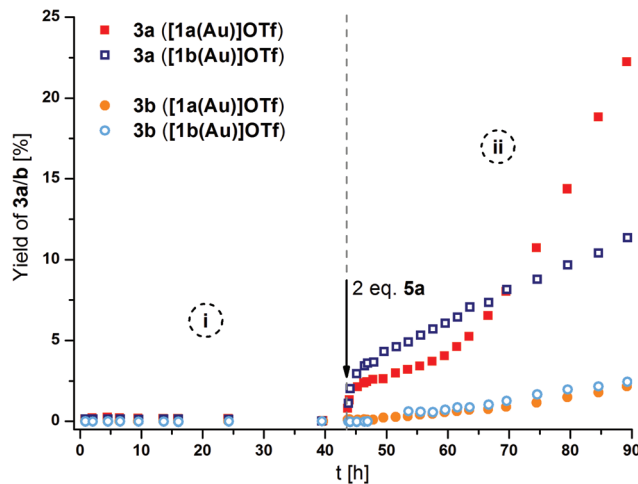 25
20
15
10
5
0
Yield of 3a/b [%]
3a ([1a(Au)]OTf)
3a ([1b(Au)]OTf)
3b ([1a(Au)]OTf)
3b ([1b(Au)]OTf)
i
ii
2 eq. 5a
0 10 20 30 40 50 60 70 80 90
t [h]